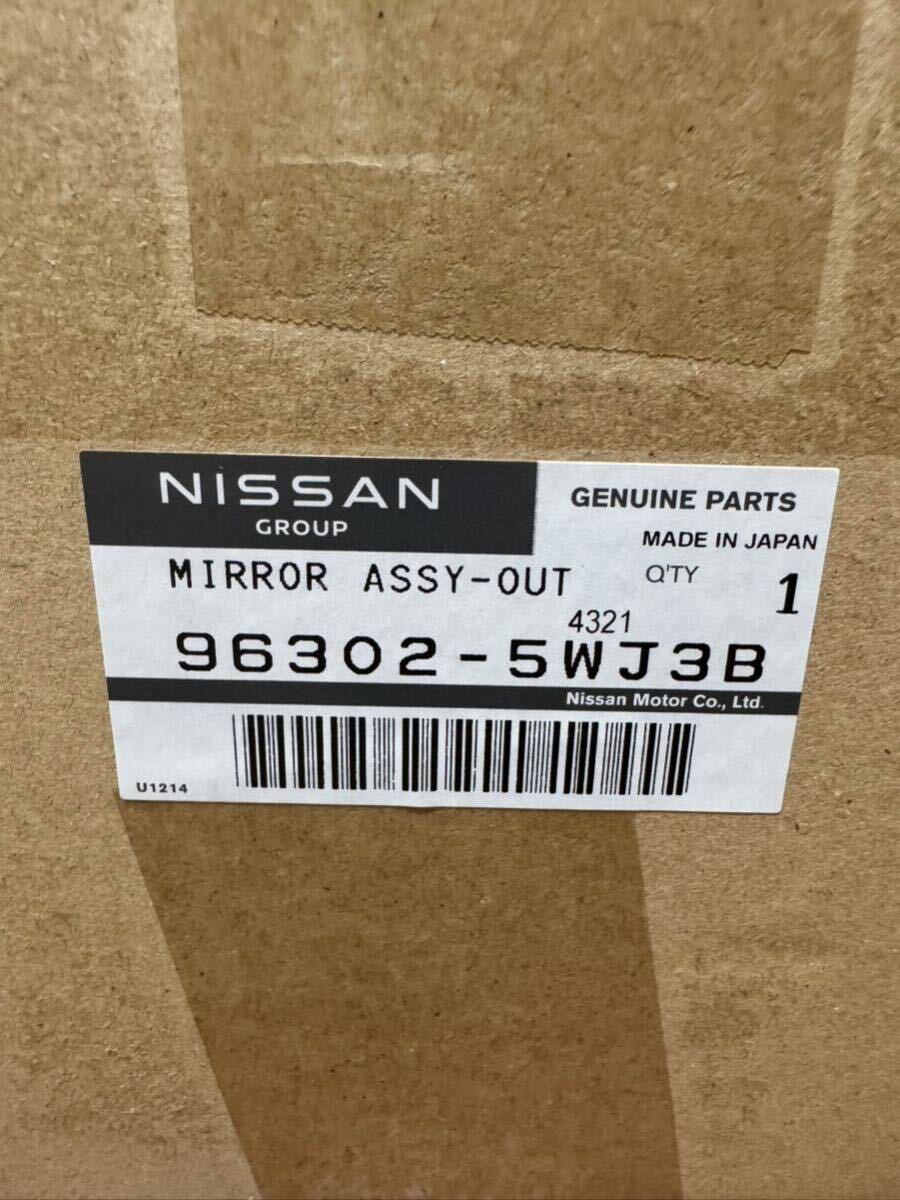 NISSAN
GROUP
GENUINE PARTS
MADE IN JAPAN
MIRROR ASSY-OUT
Q'TY 1
4321
96302-5WJ3B
Nissan Motor Co., Ltd.
U1214